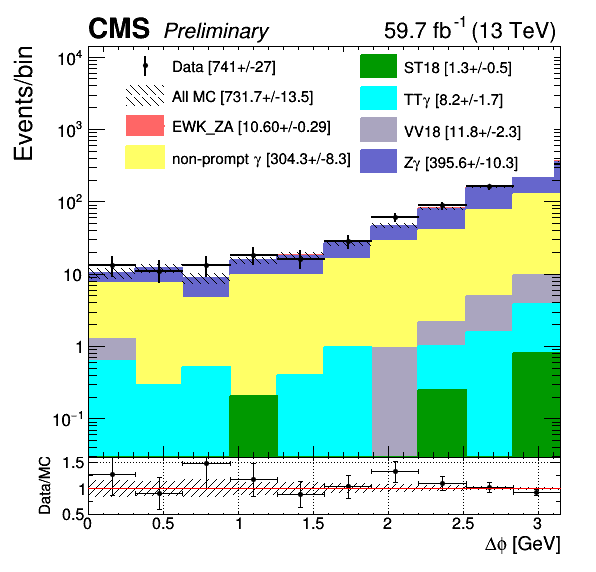 CMS Preliminary 59.7 fb⁻¹ (13 TeV)
Events/bin
10⁴
10³
10²
10
1
10⁻¹
Data [741+/-27]
All MC [731.7+/-13.5]
EWK_ZA [10.60+/-0.29]
non-prompt γ [304.3+/-8.3]
ST18 [1.3+/-0.5]
TTγ [8.2+/-1.7]
VV18 [11.8+/-2.3]
Zγ [395.6+/-10.3]
Data/MC
1.5
1
0.5
0 0.5 1 1.5 2 2.5 3
Δϕ [GeV]